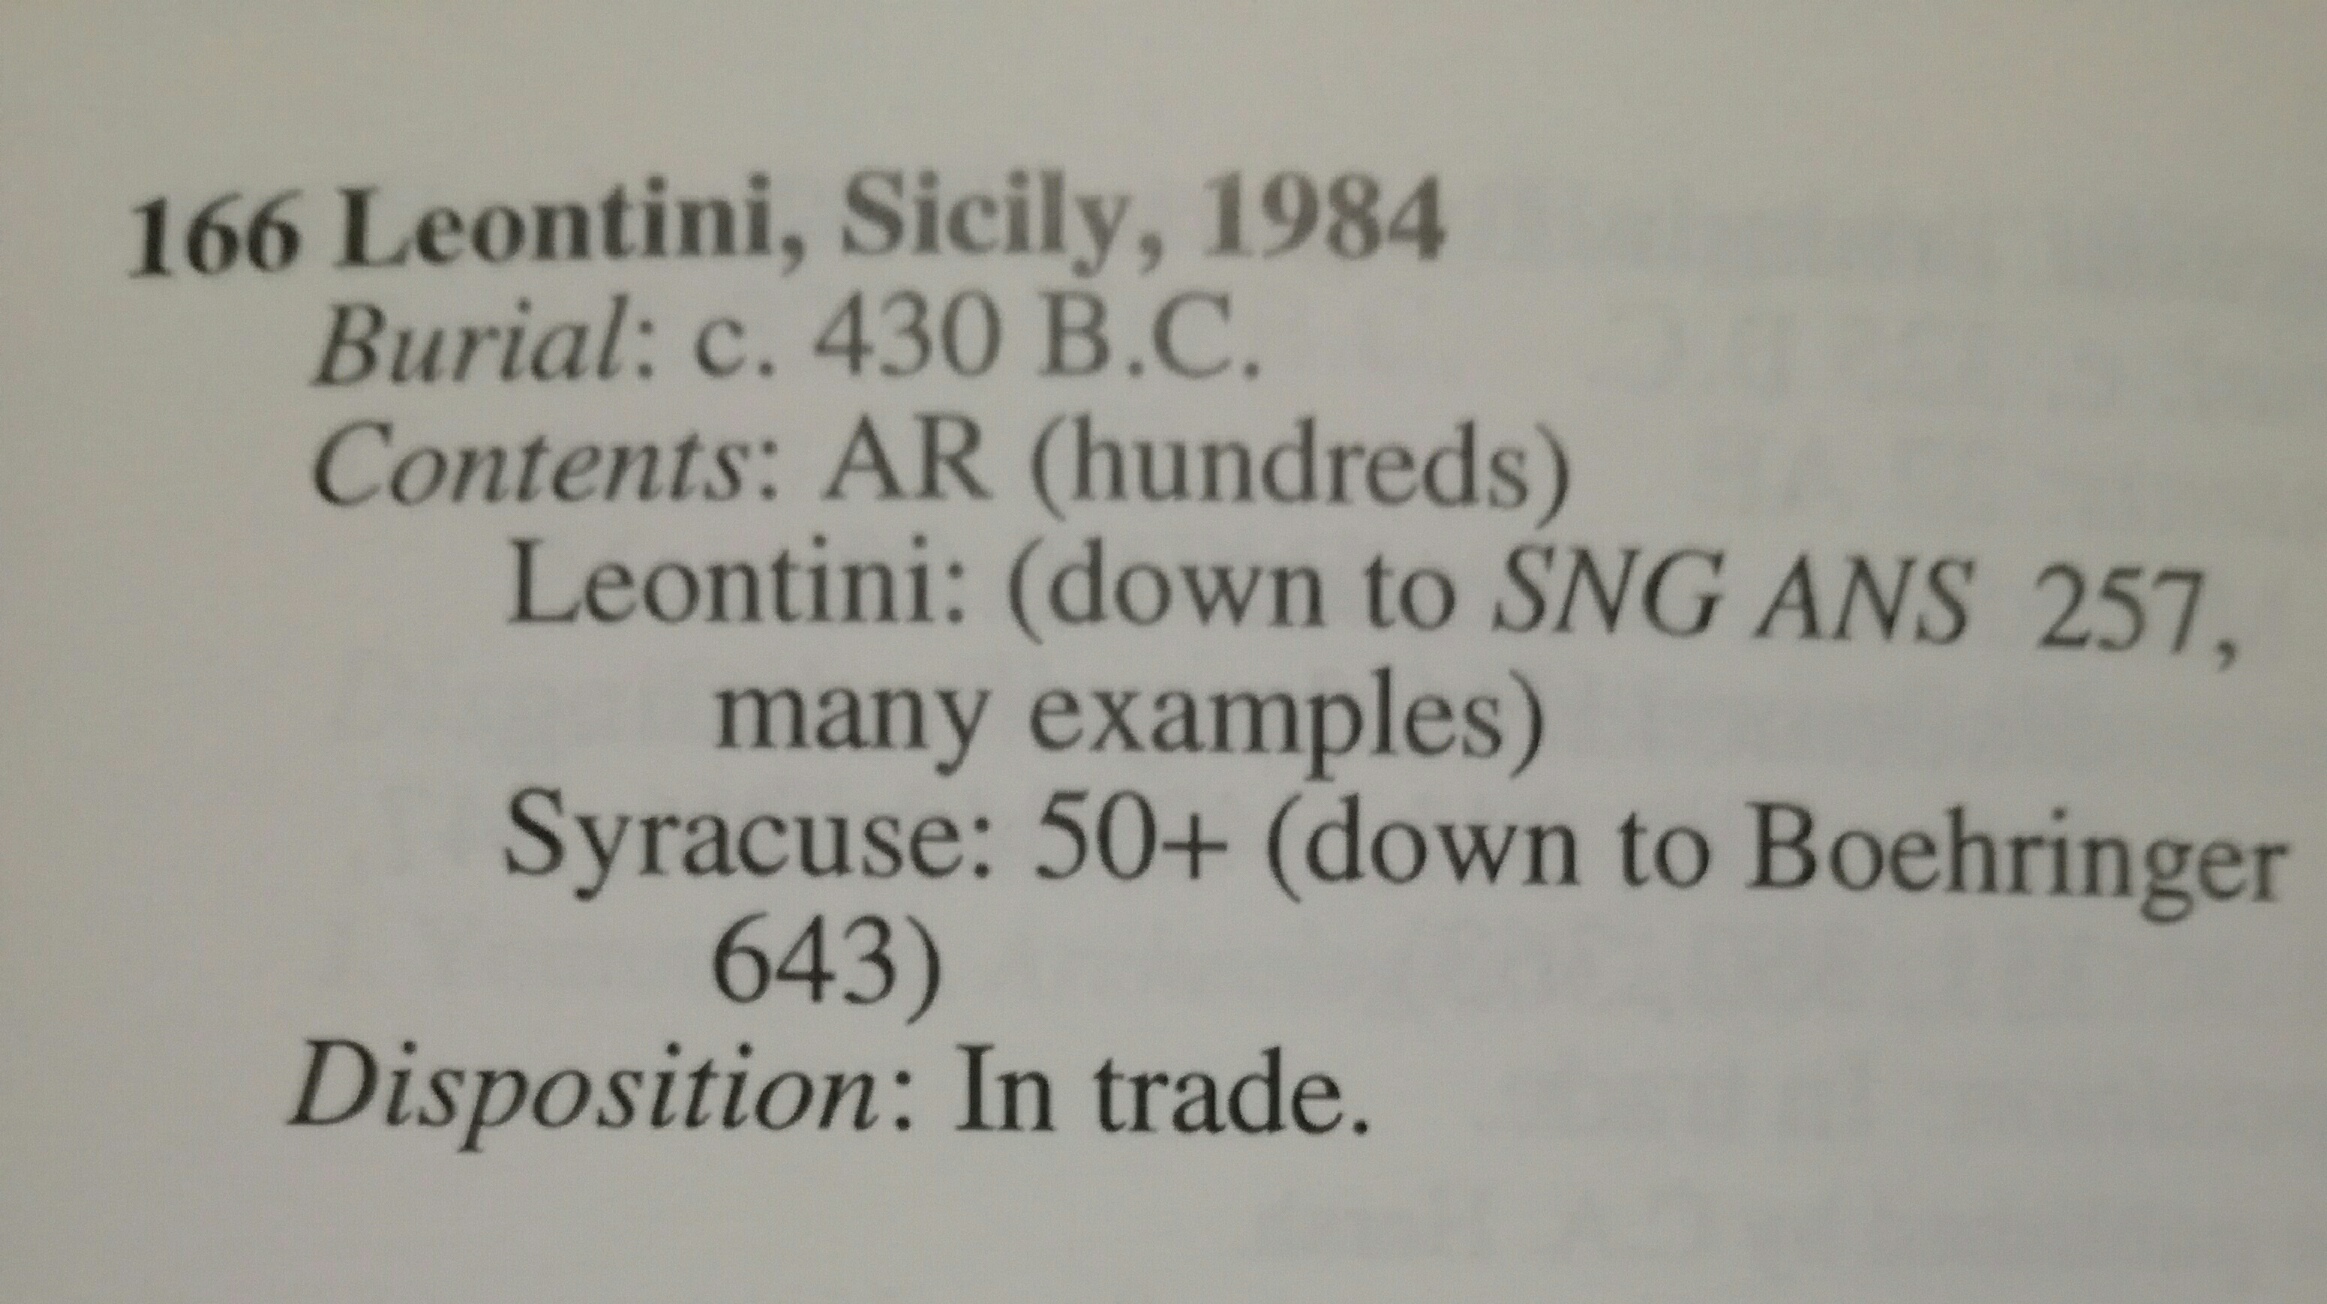 166 Leontini, Sicily, 1984
Burial: c. 430 B.C.
Contents: AR (hundreds)
Leontini: (down to SNG ANS 257,
many examples)
Syracuse: 50+ (down to Boehringer
643)
Disposition: In trade.